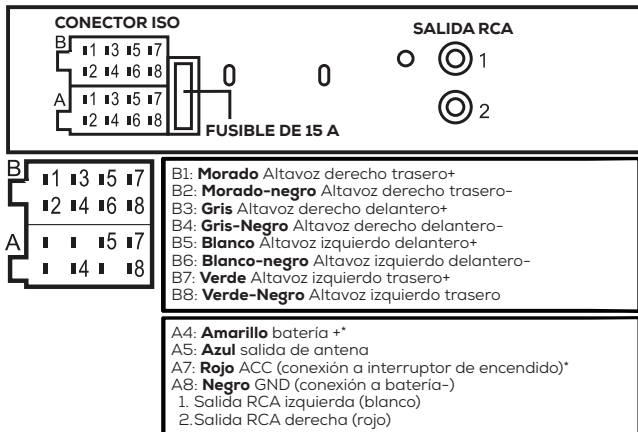 CONECTOR ISO
SALIDA RCA
B
1 3 5 7
2 4 6 8
A
1 3 5 7
2 4 6 8
1
2
FUSIBLE DE 15 A
B
1 3 5 7
2 4 6 8
A
5 7
4 8
B1: Morado Altavoz derecho trasero+
B2: Morado-negro Altavoz derecho trasero-
B3: Gris Altavoz derecho delantero+
B4: Gris-Negro Altavoz derecho delantero-
B5: Blanco Altavoz izquierdo delantero+
B6: Blanco-negro Altavoz izquierdo delantero-
B7: Verde Altavoz izquierdo trasero+
B8: Verde-Negro Altavoz izquierdo trasero
A4: Amarillo batería +*
A5: Azul salida de antena
A7: Rojo ACC (conexión a interruptor de encendido)*
A8: Negro GND (conexión a batería-)
1. Salida RCA izquierda (blanco)
2.Salida RCA derecha (rojo)